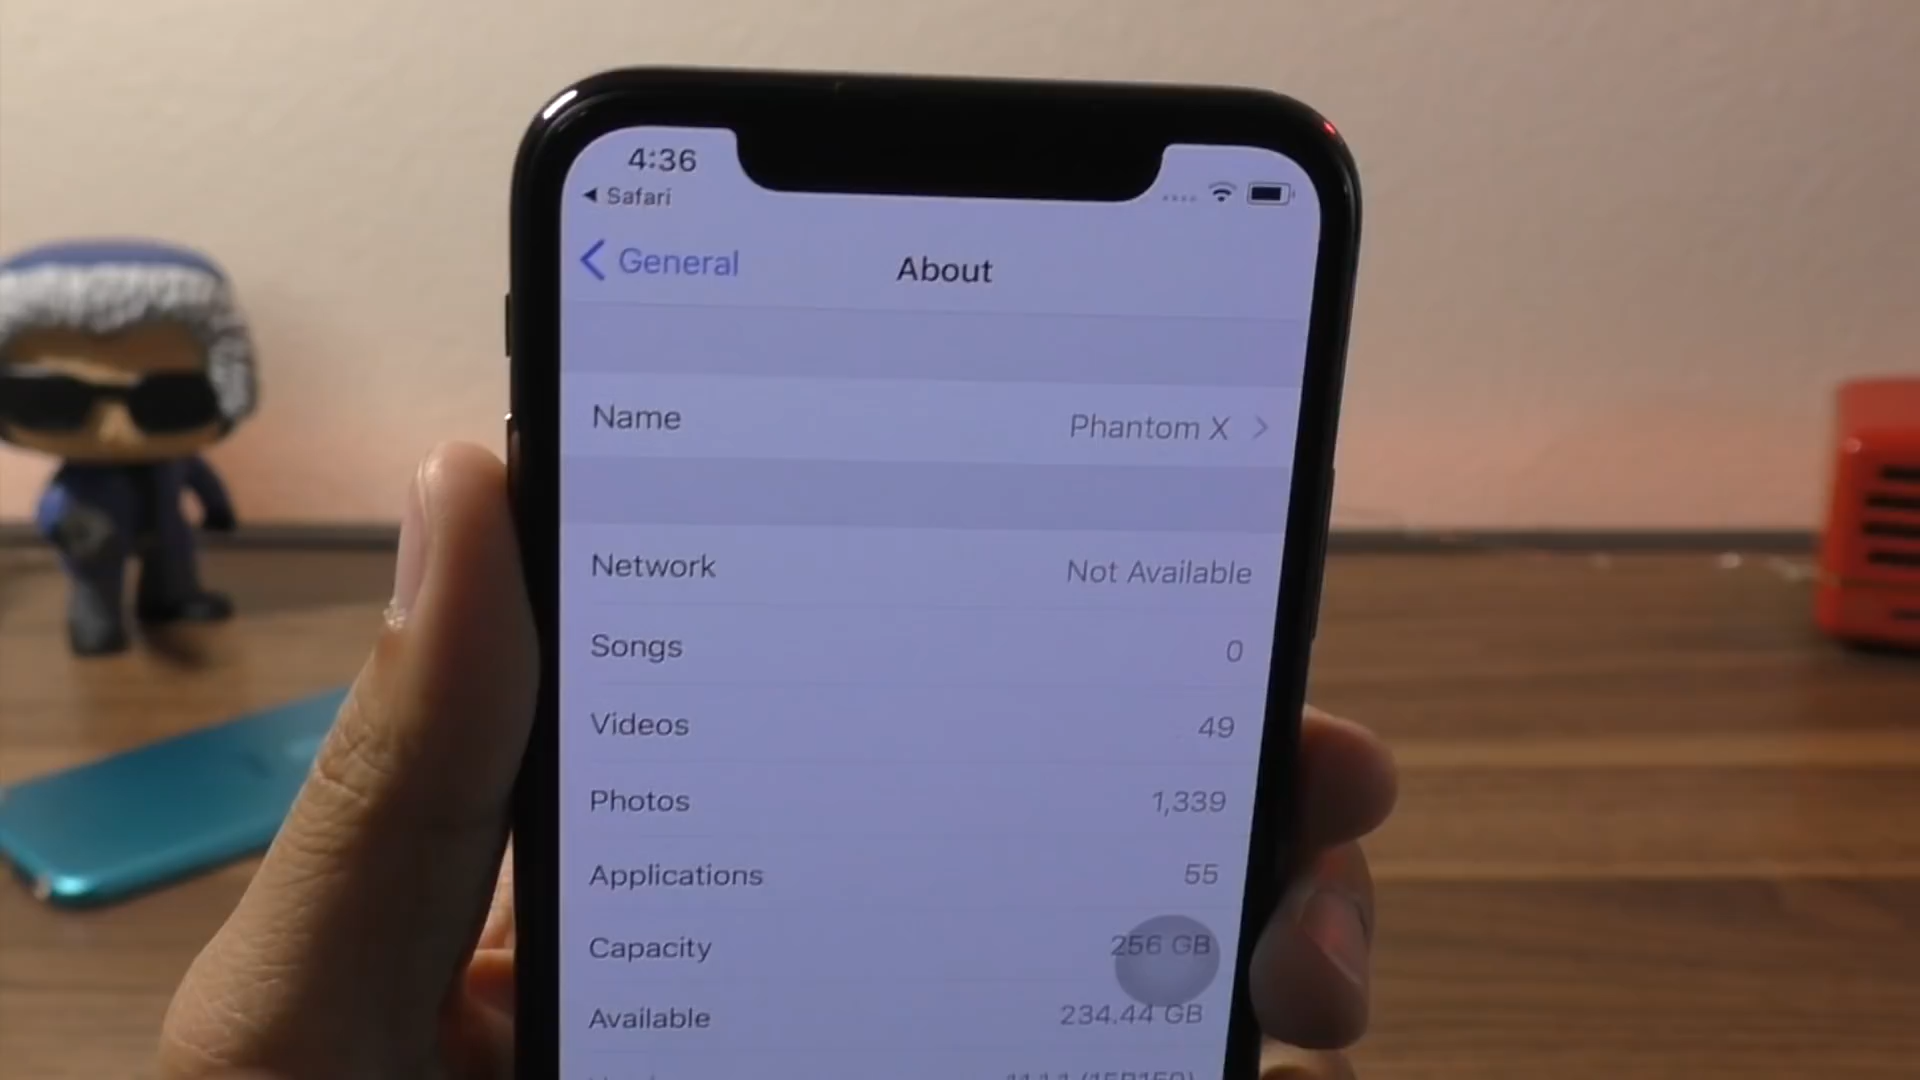 4:36
◀ Safari
General
About
Name
Phantom X
Network
Not Available
Songs
0
Videos
49
Photos
1,339
Applications
55
Capacity
256 GB
Available
234.44 GB